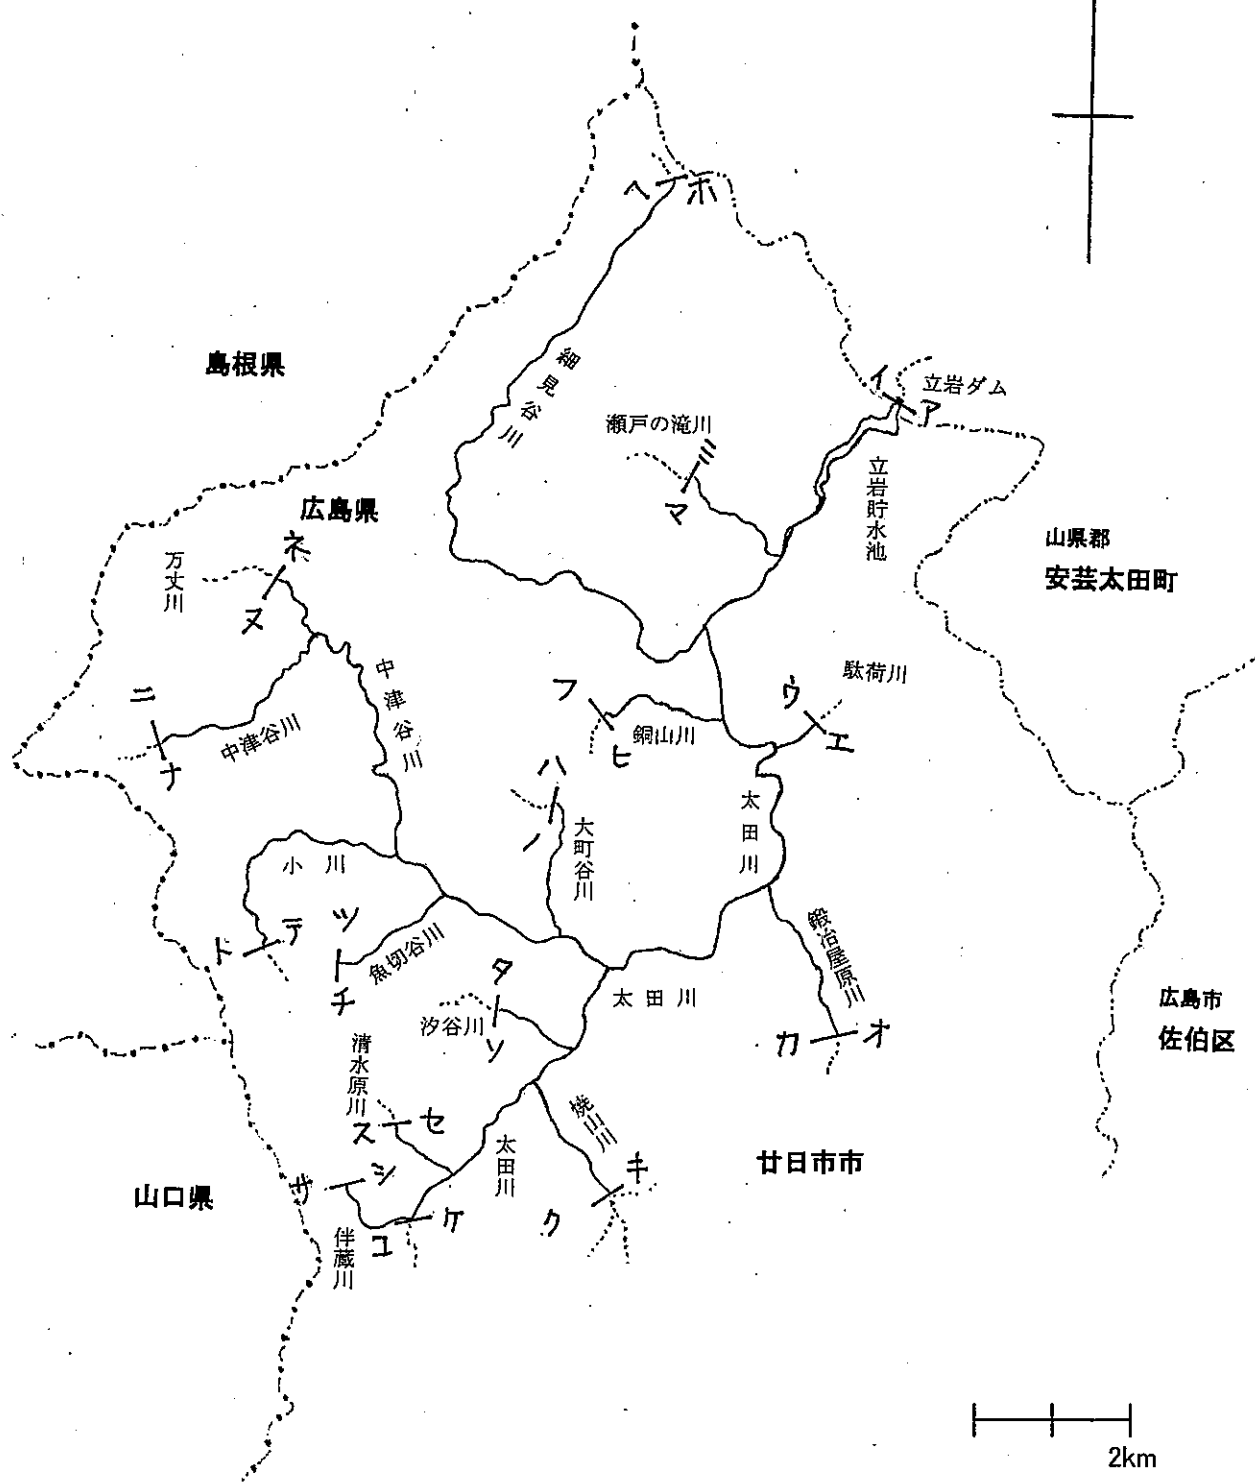 ヘ
ホ
島根県
細見谷川
イ
立岩ダム
ア
瀬戸の滝川
ミ
マ
立岩貯水池
広島県
山県郡
安芸太田町
万丈川
ネ
ヌ
中津谷川
駄荷川
ニ
フ
ウ
中津谷川
ナ
銅山川
ヒ
エ
ハ
ノ
大町谷川
太田川
小川
ツ
テ
ト
魚切谷川
チ
鍛冶屋原川
タ
太田川
汐谷川
ソ
カ
オ
広島市
佐伯区
清水原川
ス
セ
焼山川
キ
太田川
廿日市市
山口県
サ
シ
ク
ケ
コ
伴蔵川
2km